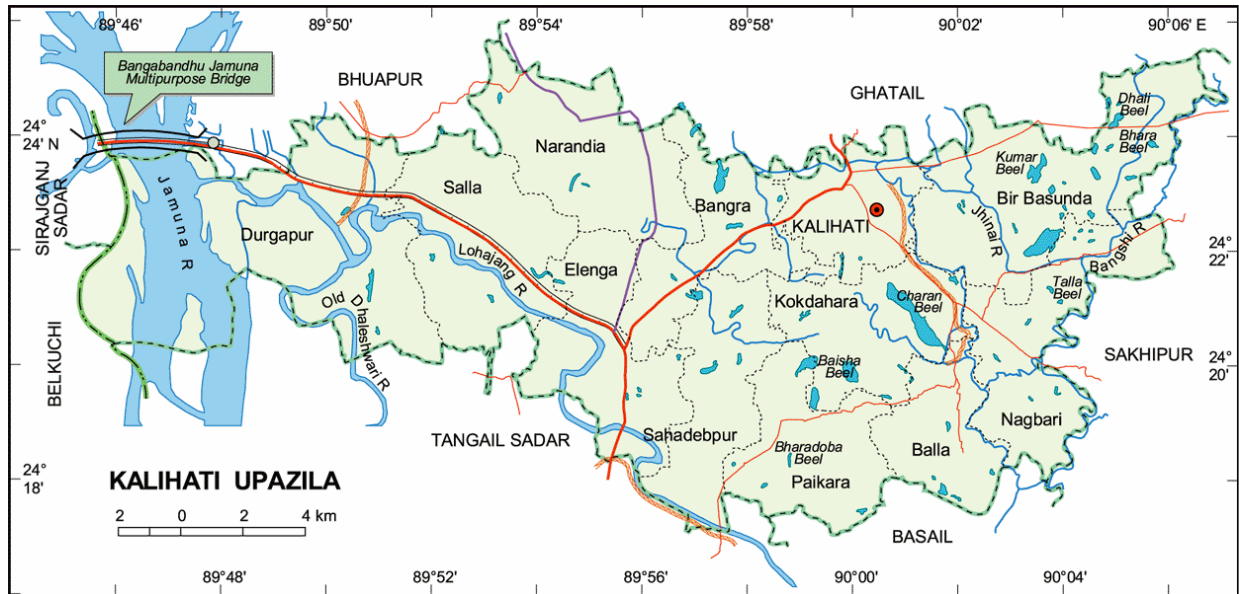 89°46'
89°50'
89°54'
89°58'
90°02'
90°06' E
Bangabandhu Jamuna
Multipurpose Bridge
BHUAPUR
GHATAIL
Dhali
Beel
Bhara
Beel
24°
24' N
24°
24'
Narandia
Kumar
Beel
Salla
Bangra
Bir Basunda
SIRAJGANJ
SADAR
Jamuna R
Durgapur
KALIHATI
Jhinai R
Bangshi R
24°
22'
Lohajang R
Elenga
Talla
Beel
Old Dhaleshwari R
Kokdahara
Charan
Beel
BELKUCHI
SAKHIPUR
Baisha
Beel
24°
20'
TANGAIL SADAR
Sahadebpur
Nagbari
Bharadoba
Beel
Balla
Paikara
24°
18'
KALIHATI UPAZILA
2 0 2 4 km
BASAIL
89°48'
89°52'
89°56'
90°00'
90°04'